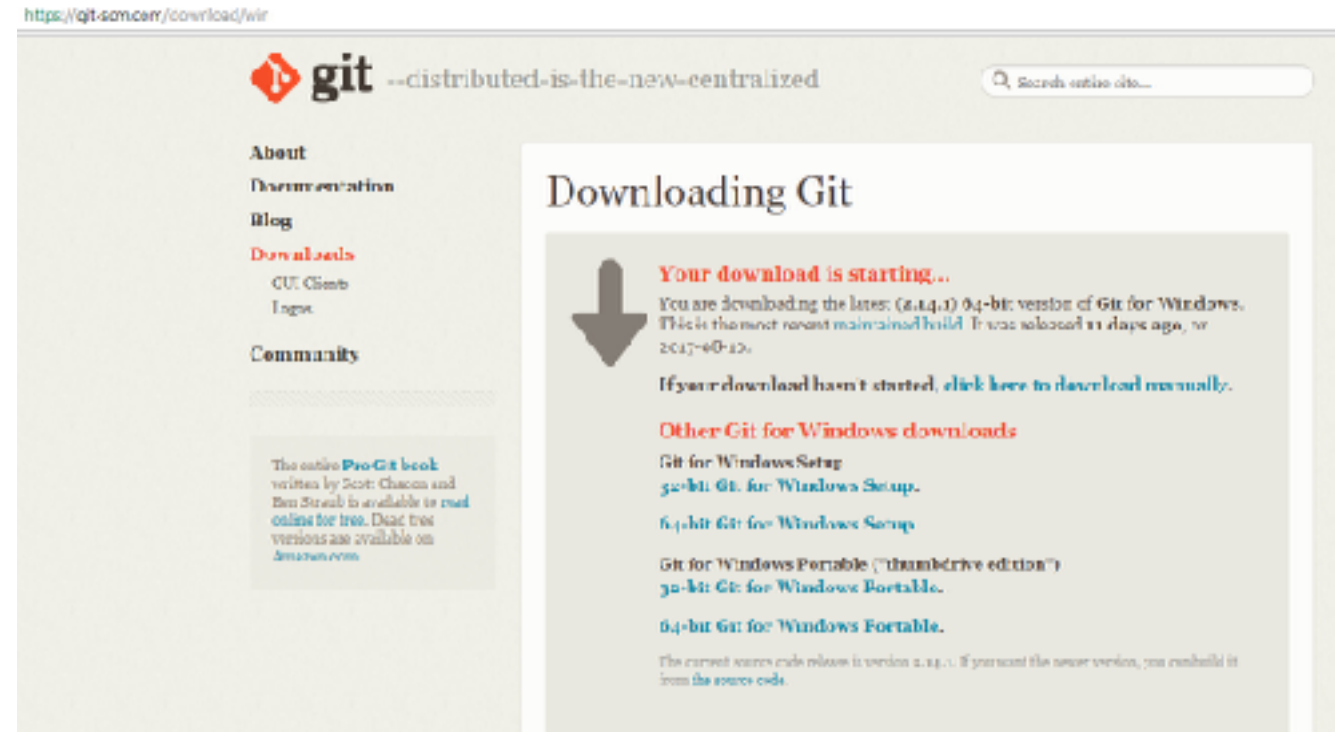 https://git-scm.com/download/win
git --distributed-is-the-new-centralized
Search entire site...
About
Documentation
Blog
Downloads
GUI Clients
Logos
Community
The entire Pro Git book
written by Scott Chacon and
Ben Straub is available to read
online for free. Dead tree
versions are available on
Amazon.com.
Downloading Git
Your download is starting...
You are downloading the latest (2.14.1) 64-bit version of Git for Windows.
This is the most recent maintained build. It was released 11 days ago, on
2017-08-10.
If your download hasn't started, click here to download manually.
Other Git for Windows downloads
Git for Windows Setup
32-bit Git for Windows Setup.
64-bit Git for Windows Setup.
Git for Windows Portable ("thumbdrive edition")
32-bit Git for Windows Portable.
64-bit Git for Windows Portable.
The current source code release is version 2.14.1. If you want the newer version, you can build it
from the source code.